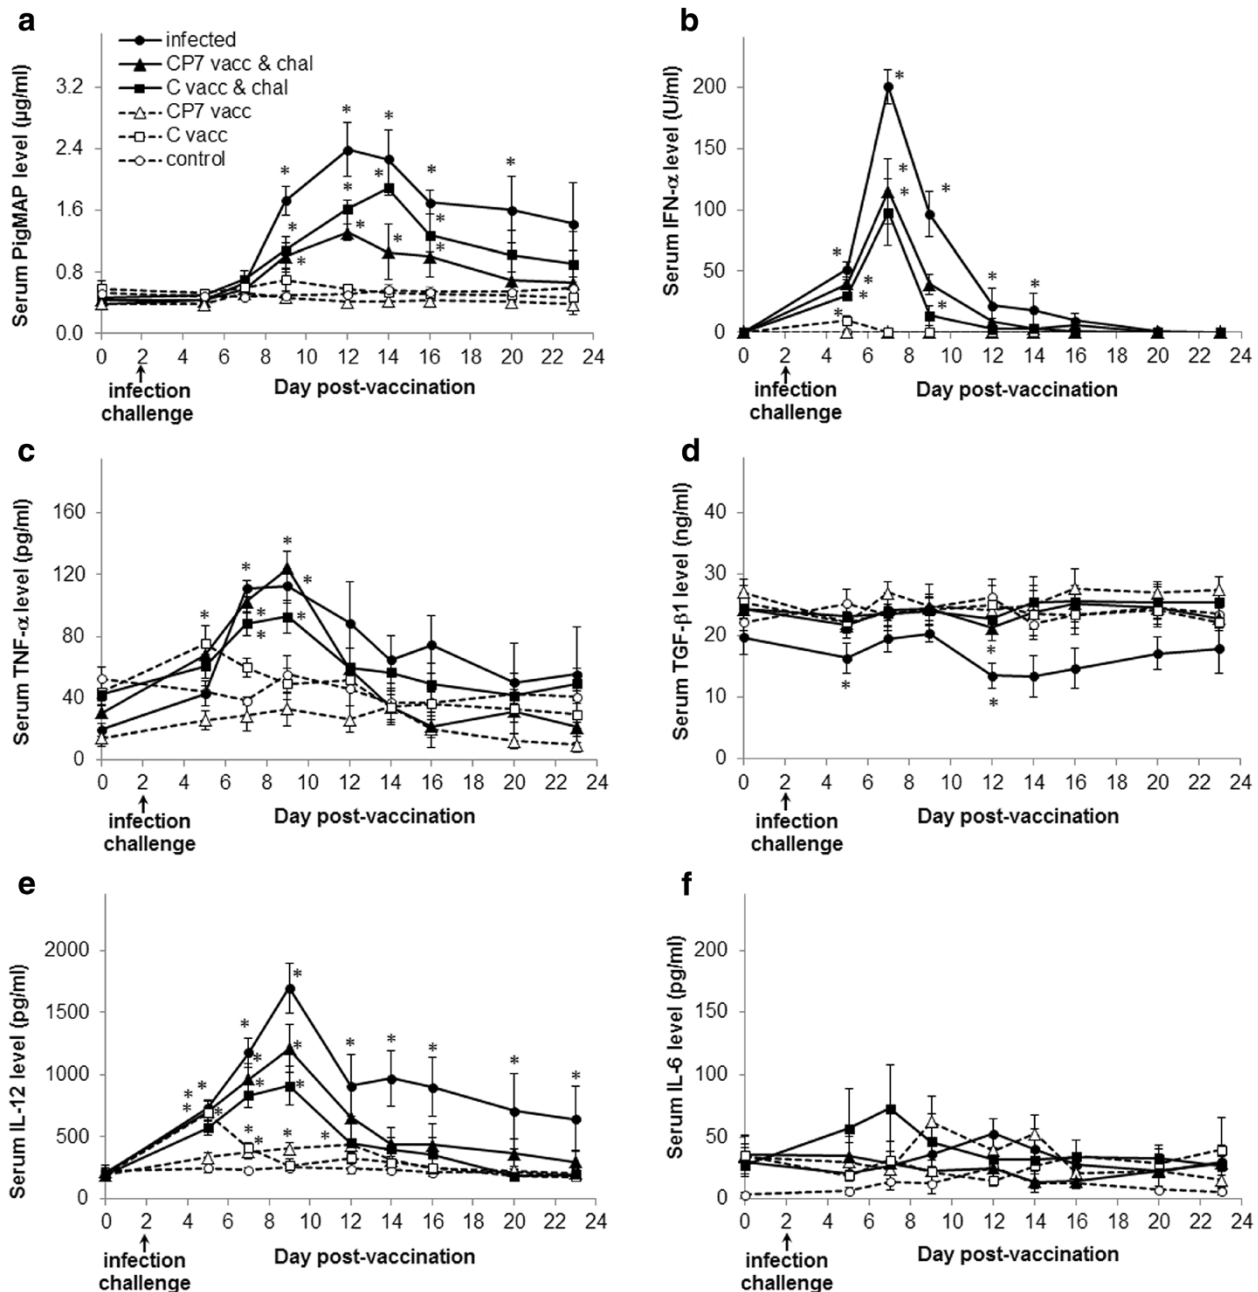 a
infected
CP7 vacc & chal
C vacc & chal
CP7 vacc
C vacc
control
Serum PigMAP level (µg/ml)
3.2
2.4
1.6
0.8
0.0
0 2 4 6 8 10 12 14 16 18 20 22 24
infection
challenge
Day post-vaccination
b
Serum IFN-α level (U/ml)
200
150
100
50
0
0 2 4 6 8 10 12 14 16 18 20 22 24
infection
challenge
Day post-vaccination
c
Serum TNF-α level (pg/ml)
160
120
80
40
0
0 2 4 6 8 10 12 14 16 18 20 22 24
infection
challenge
Day post-vaccination
d
Serum TGF-β1 level (ng/ml)
40
30
20
10
0
0 2 4 6 8 10 12 14 16 18 20 22 24
infection
challenge
Day post-vaccination
e
Serum IL-12 level (pg/ml)
2000
1500
1000
500
0
0 2 4 6 8 10 12 14 16 18 20 22 24
infection
challenge
Day post-vaccination
f
Serum IL-6 level (pg/ml)
200
150
100
50
0
0 2 4 6 8 10 12 14 16 18 20 22 24
infection
challenge
Day post-vaccination